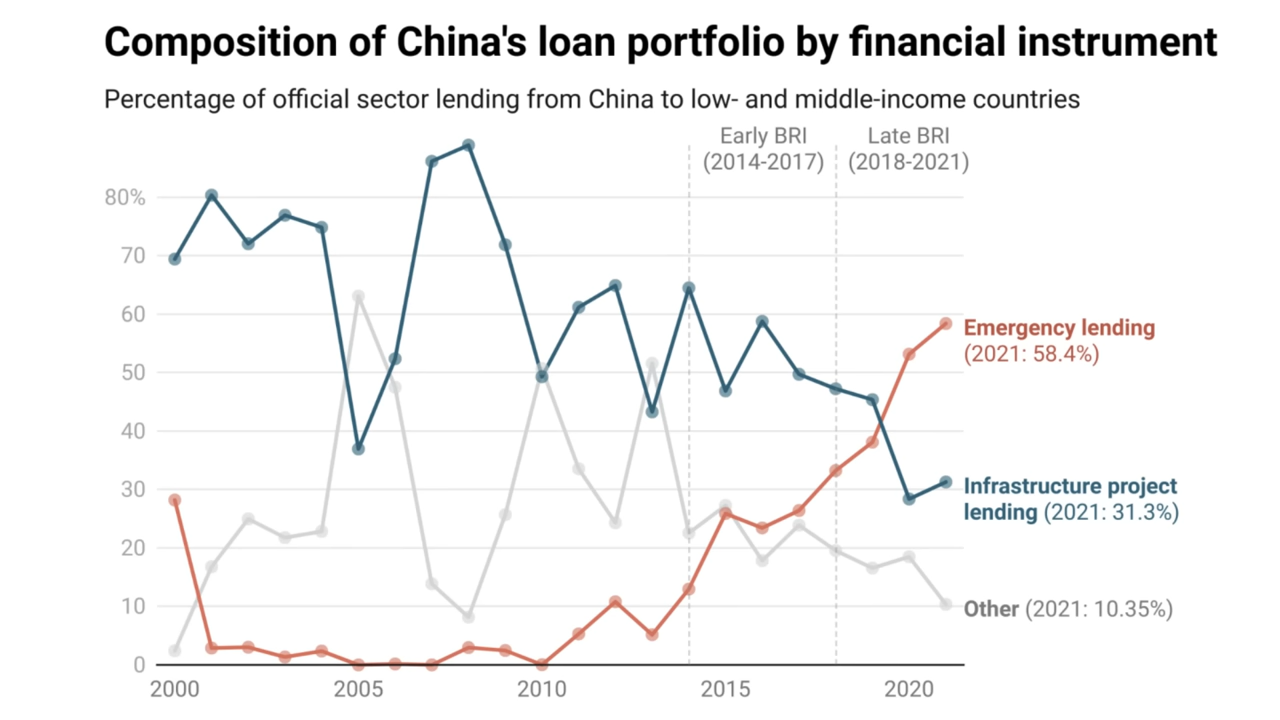 Composition of China's loan portfolio by financial instrument
Percentage of official sector lending from China to low- and middle-income countries
Early BRI
(2014-2017)
Late BRI
(2018-2021)
80%
70
60
50
40
30
20
10
0
Emergency lending
(2021: 58.4%)
Infrastructure project
lending (2021: 31.3%)
Other (2021: 10.35%)
2000
2005
2010
2015
2020